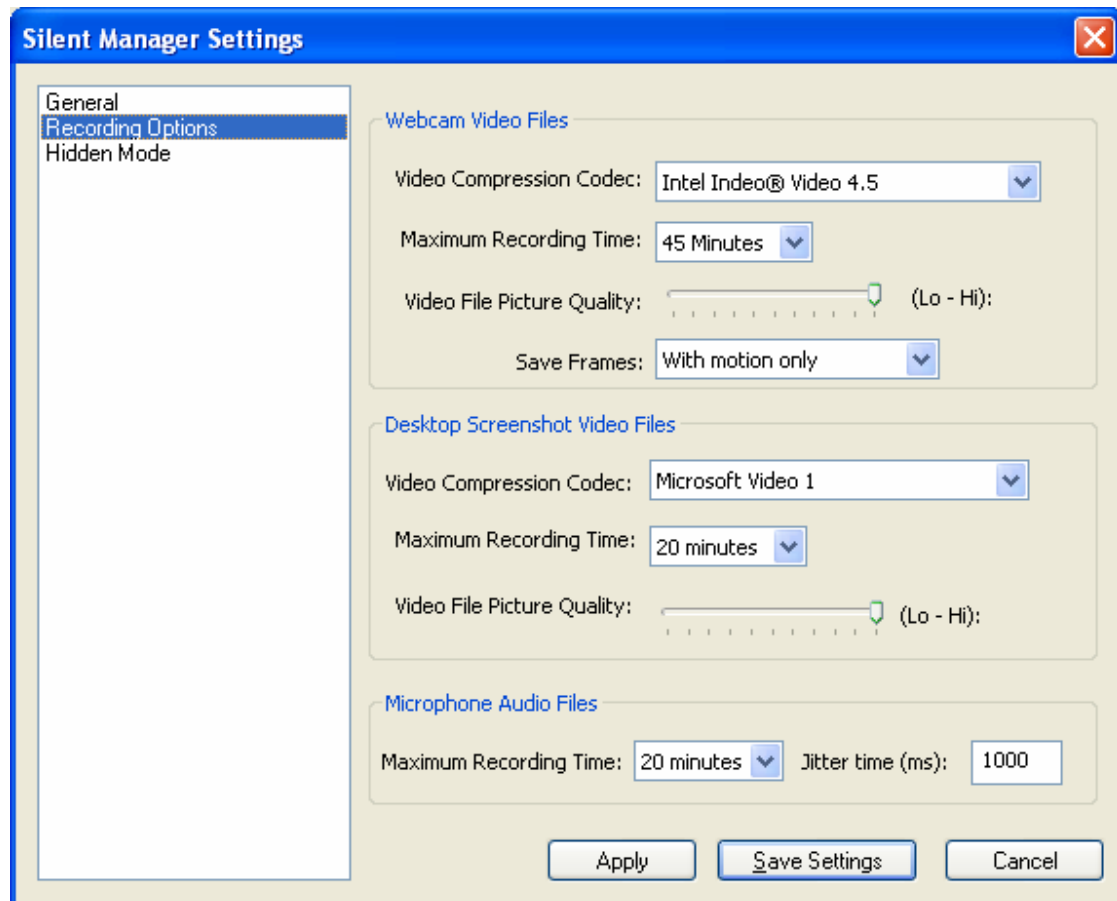 Silent Manager Settings
General
Recording Options
Hidden Mode
Webcam Video Files
Video Compression Codec: Intel Indeo® Video 4.5
Maximum Recording Time: 45 Minutes
Video File Picture Quality: (Lo - Hi):
Save Frames: With motion only
Desktop Screenshot Video Files
Video Compression Codec: Microsoft Video 1
Maximum Recording Time: 20 minutes
Video File Picture Quality: (Lo - Hi):
Microphone Audio Files
Maximum Recording Time: 20 minutes Jitter time (ms): 1000
Apply Save Settings Cancel